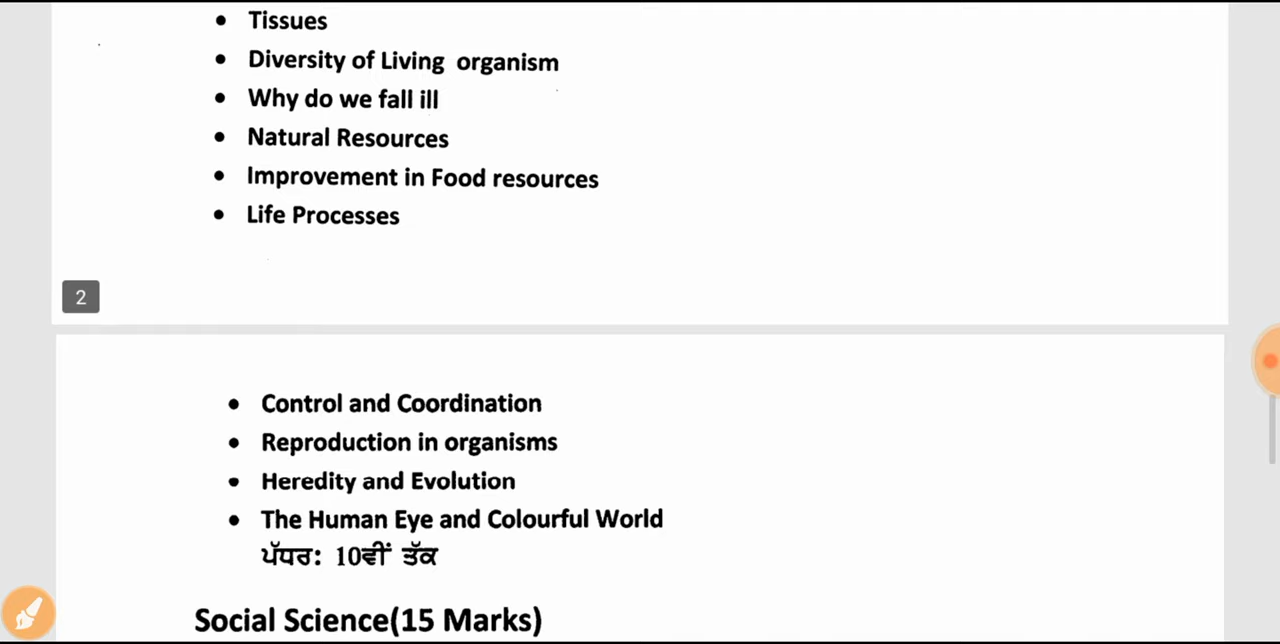 • Tissues
• Diversity of Living organism
• Why do we fall ill
• Natural Resources
• Improvement in Food resources
• Life Processes
2
• Control and Coordination
• Reproduction in organisms
• Heredity and Evolution
• The Human Eye and Colourful World
ਪੱਧਰ: 10ਵੀਂ ਤੱਕ
Social Science(15 Marks)